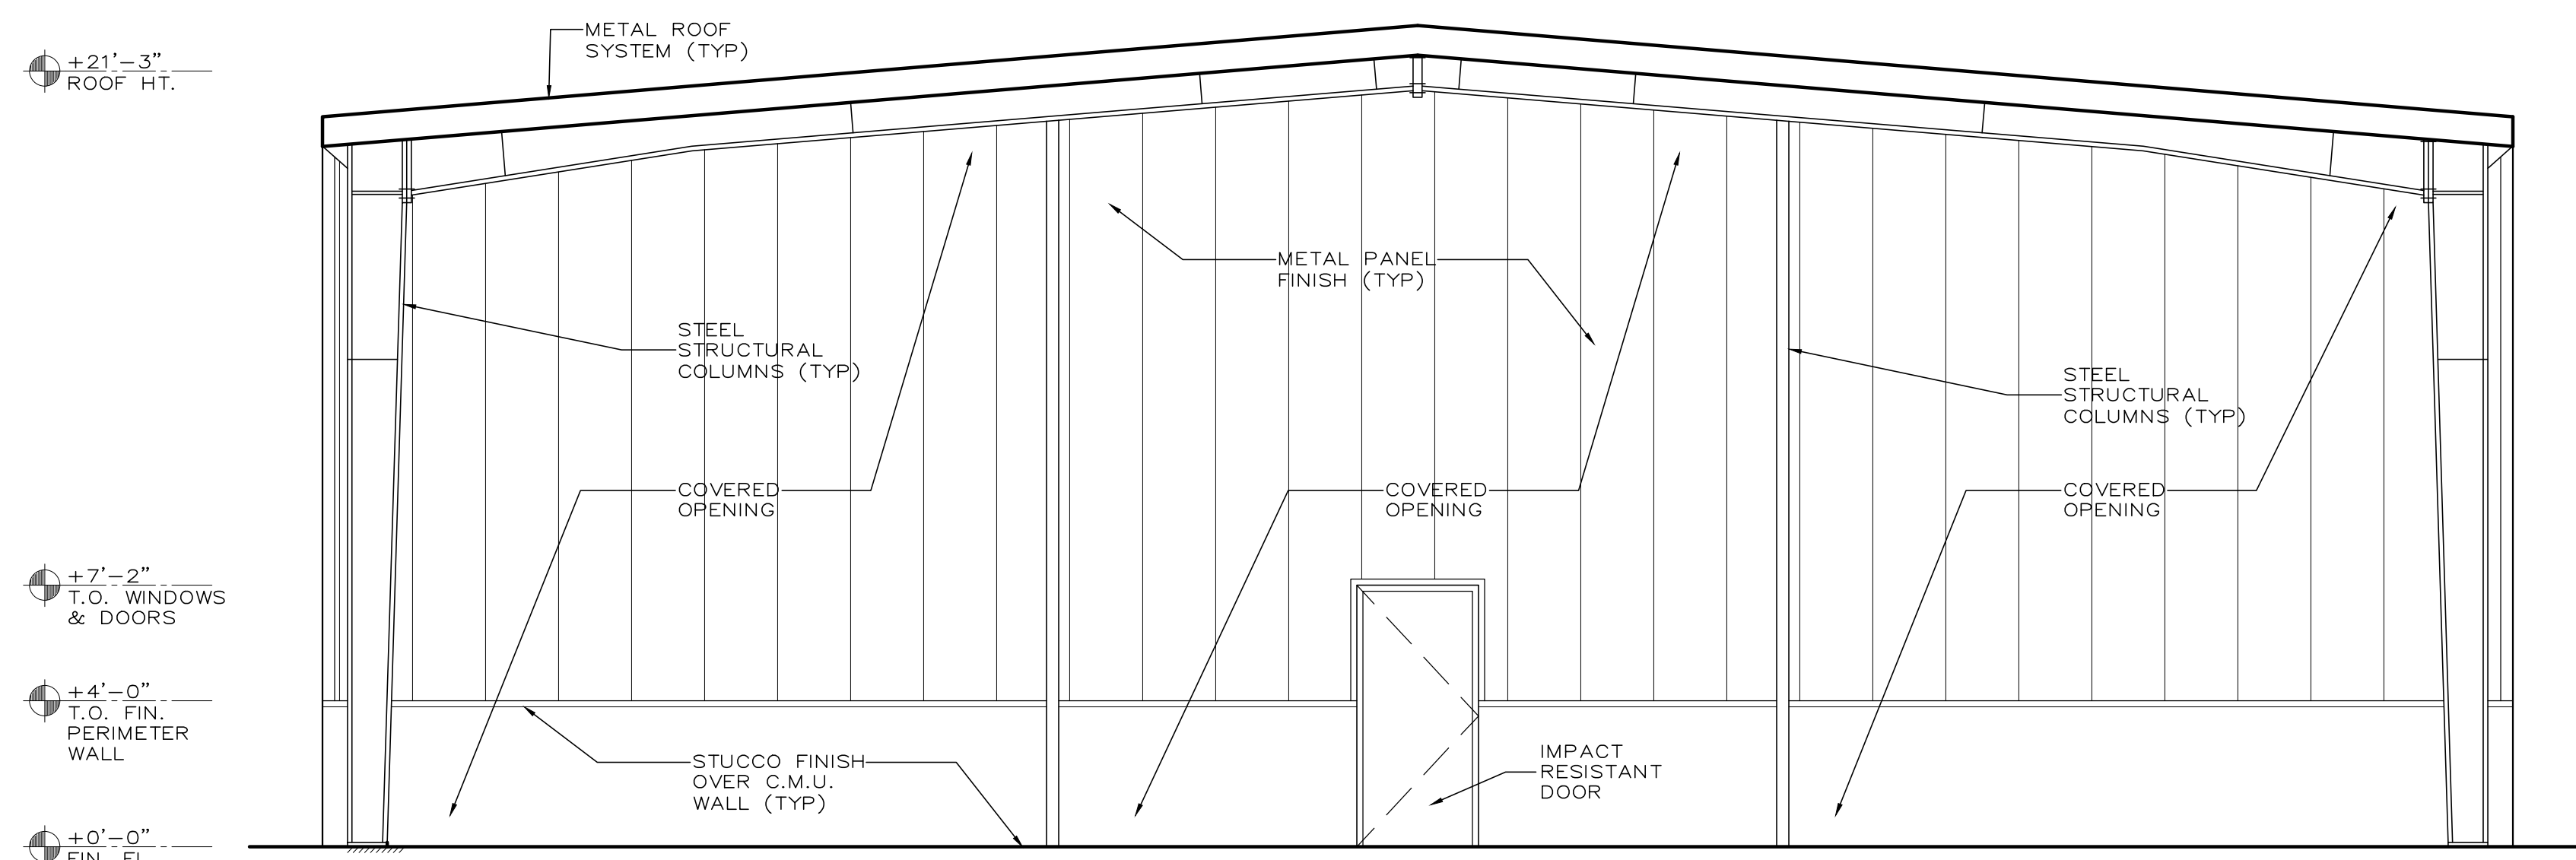 METAL ROOF
SYSTEM (TYP)
+21'-3"
ROOF HT.
METAL PANEL
FINISH (TYP)
STEEL
STRUCTURAL
COLUMNS (TYP)
STEEL
STRUCTURAL
COLUMNS (TYP)
COVERED
OPENING
COVERED
OPENING
COVERED
OPENING
+7'-2"
T.O. WINDOWS
& DOORS
+4'-0"
T.O. FIN.
PERIMETER
WALL
STUCCO FINISH
OVER C.M.U.
WALL (TYP)
IMPACT
RESISTANT
DOOR
+0'-0"
FIN. FL.